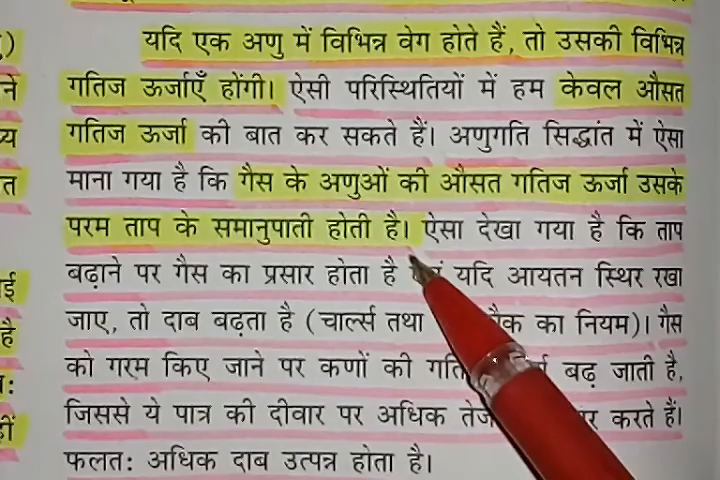 यदि एक अणु में विभिन्न वेग होते हैं, तो उसकी विभिन्न
गतिज ऊर्जाएँ होंगी। ऐसी परिस्थितियों में हम केवल औसत
गतिज ऊर्जा की बात कर सकते हैं। अणुगति सिद्धांत में ऐसा
माना गया है कि गैस के अणुओं की औसत गतिज ऊर्जा उसके
परम ताप के समानुपाती होती है। ऐसा देखा गया है कि ताप
बढ़ाने पर गैस का प्रसार होता है यदि आयतन स्थिर रखा
जाए, तो दाब बढ़ता है (चार्ल्स तथा का नियम)। गैस
को गरम किए जाने पर कणों की बढ़ जाती है,
जिससे ये पात्र की दीवार पर अधिक करते हैं।
फलत: अधिक दाब उत्पन्न होता है।